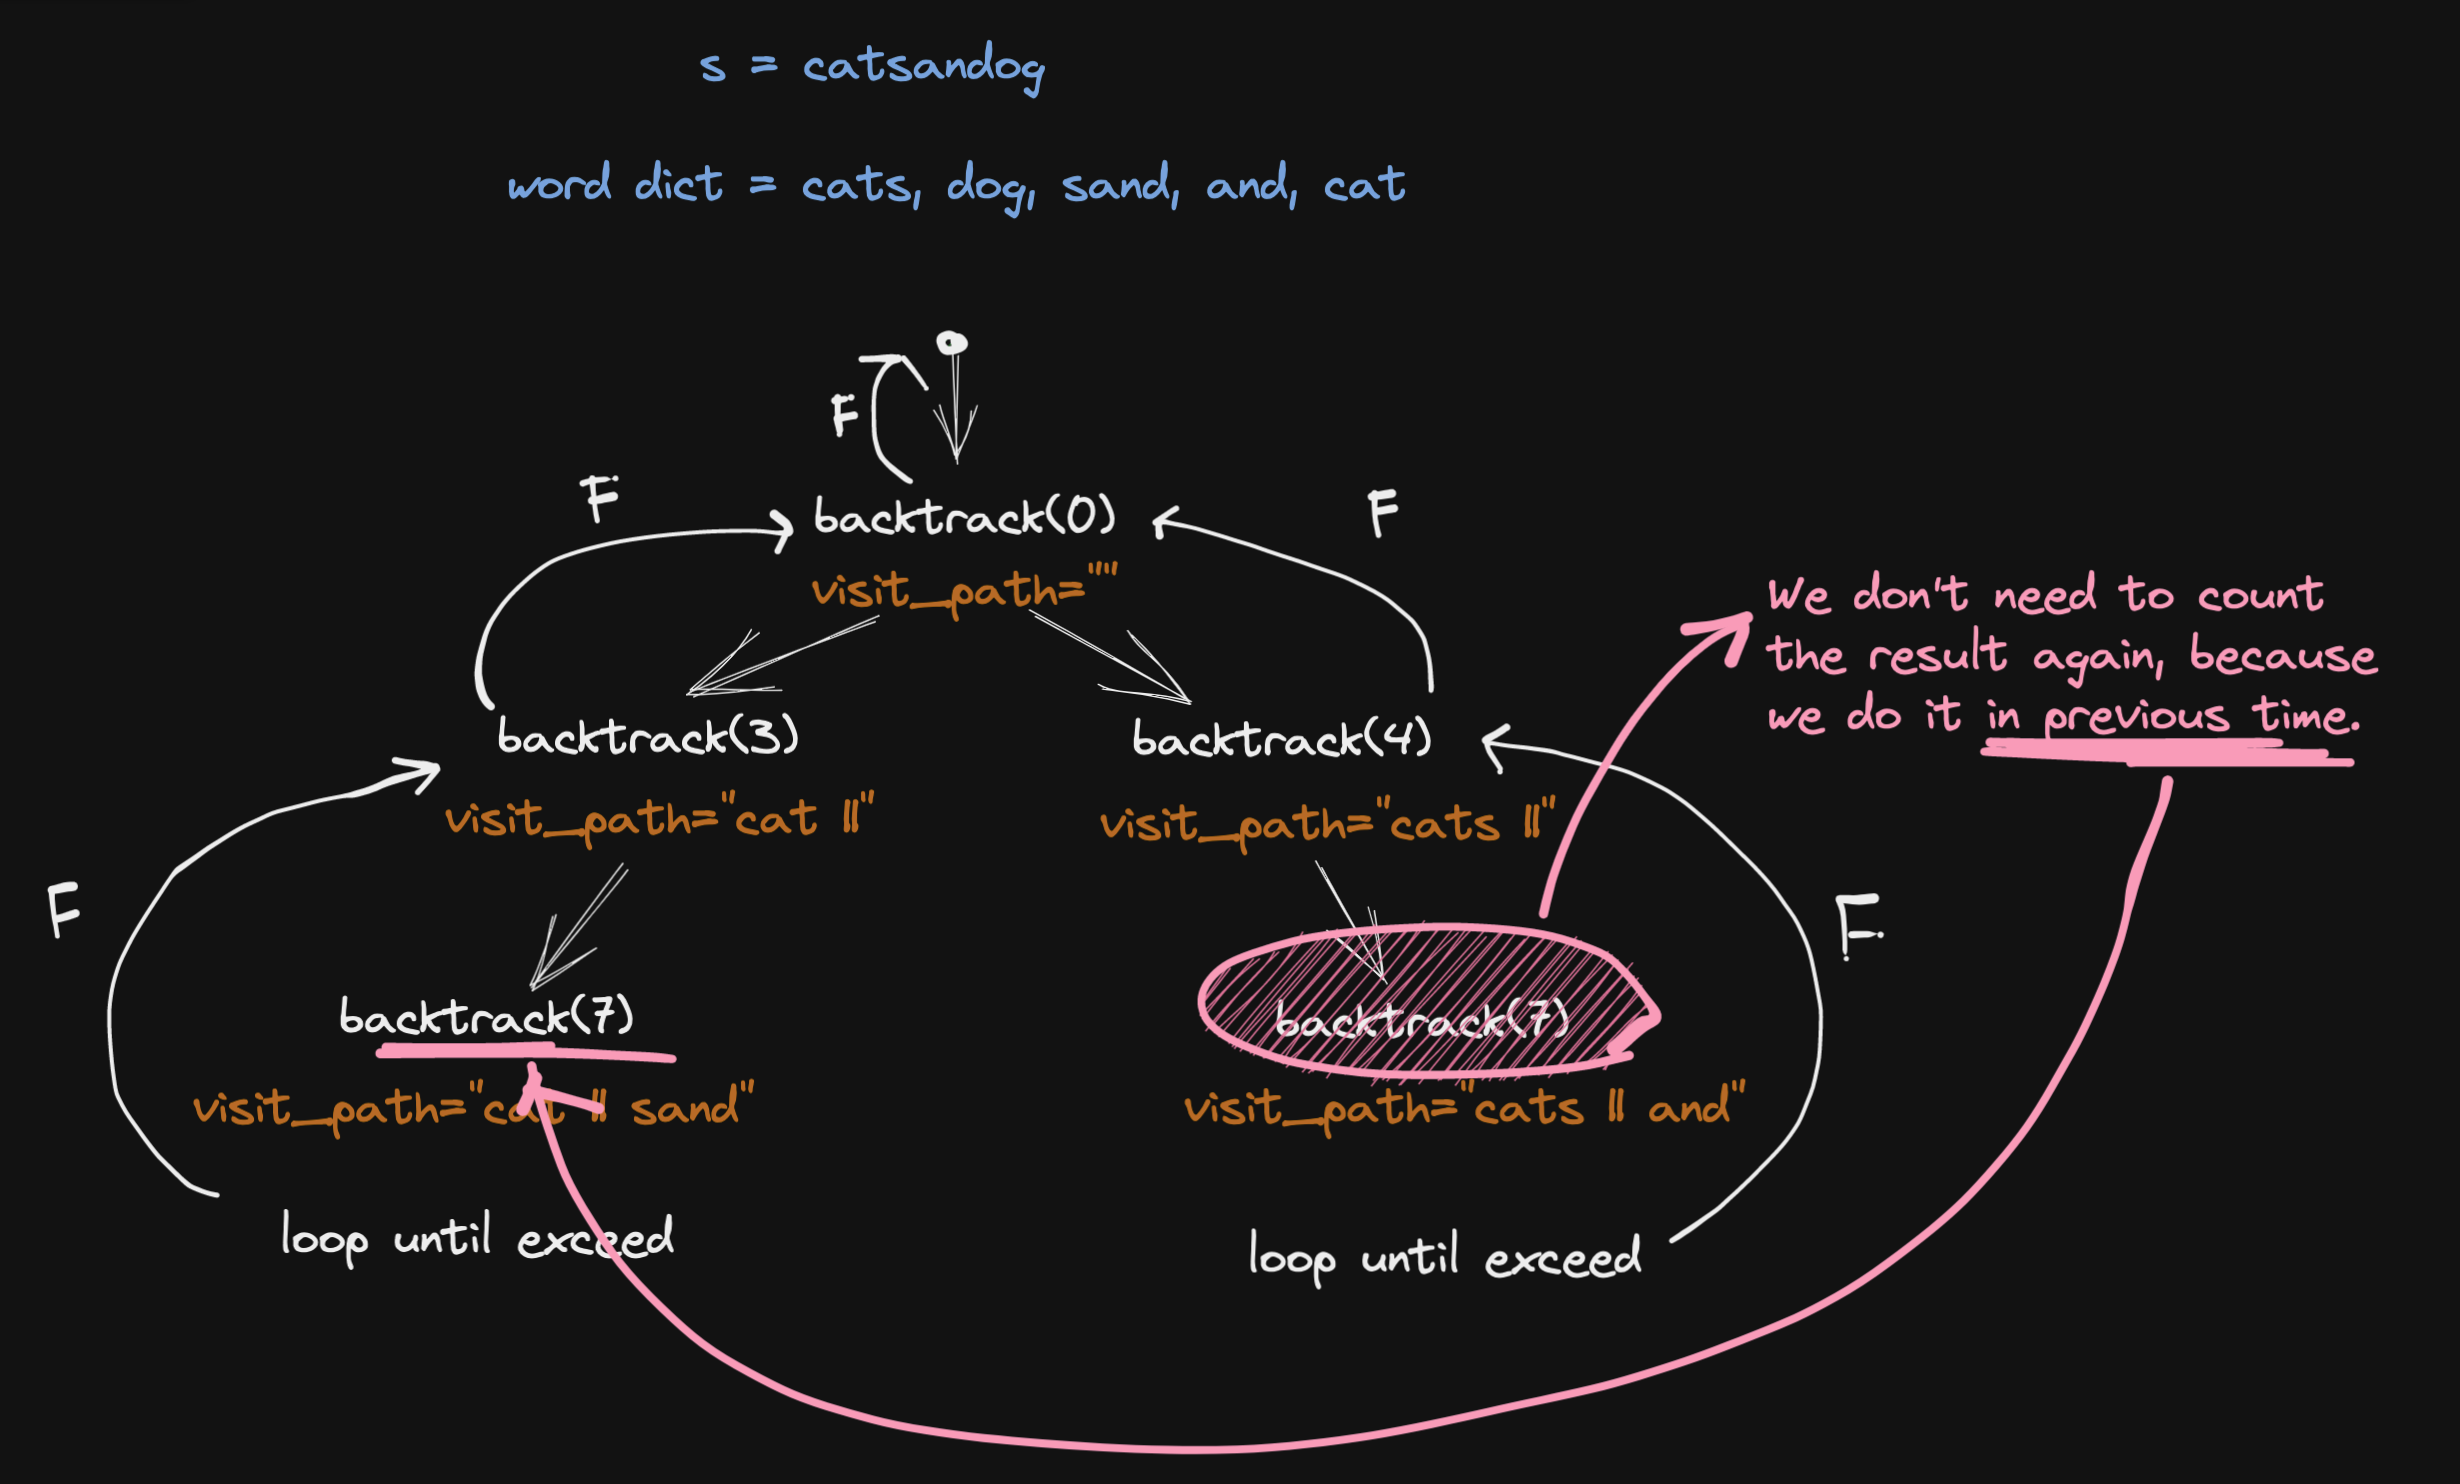 s = catsandog
word dict = cats, dog, sand, and, cat
F
F
backtrack(0)
F
visit_path=""
We don't need to count
the result again, because
we do it in previous time.
backtrack(3)
backtrack(4)
visit_path="cat ||"
visit_path="cats ||"
F
F
backtrack(7)
backtrack(7)
visit_path="cat || sand"
visit_path="cats || and"
loop until exceed
loop until exceed